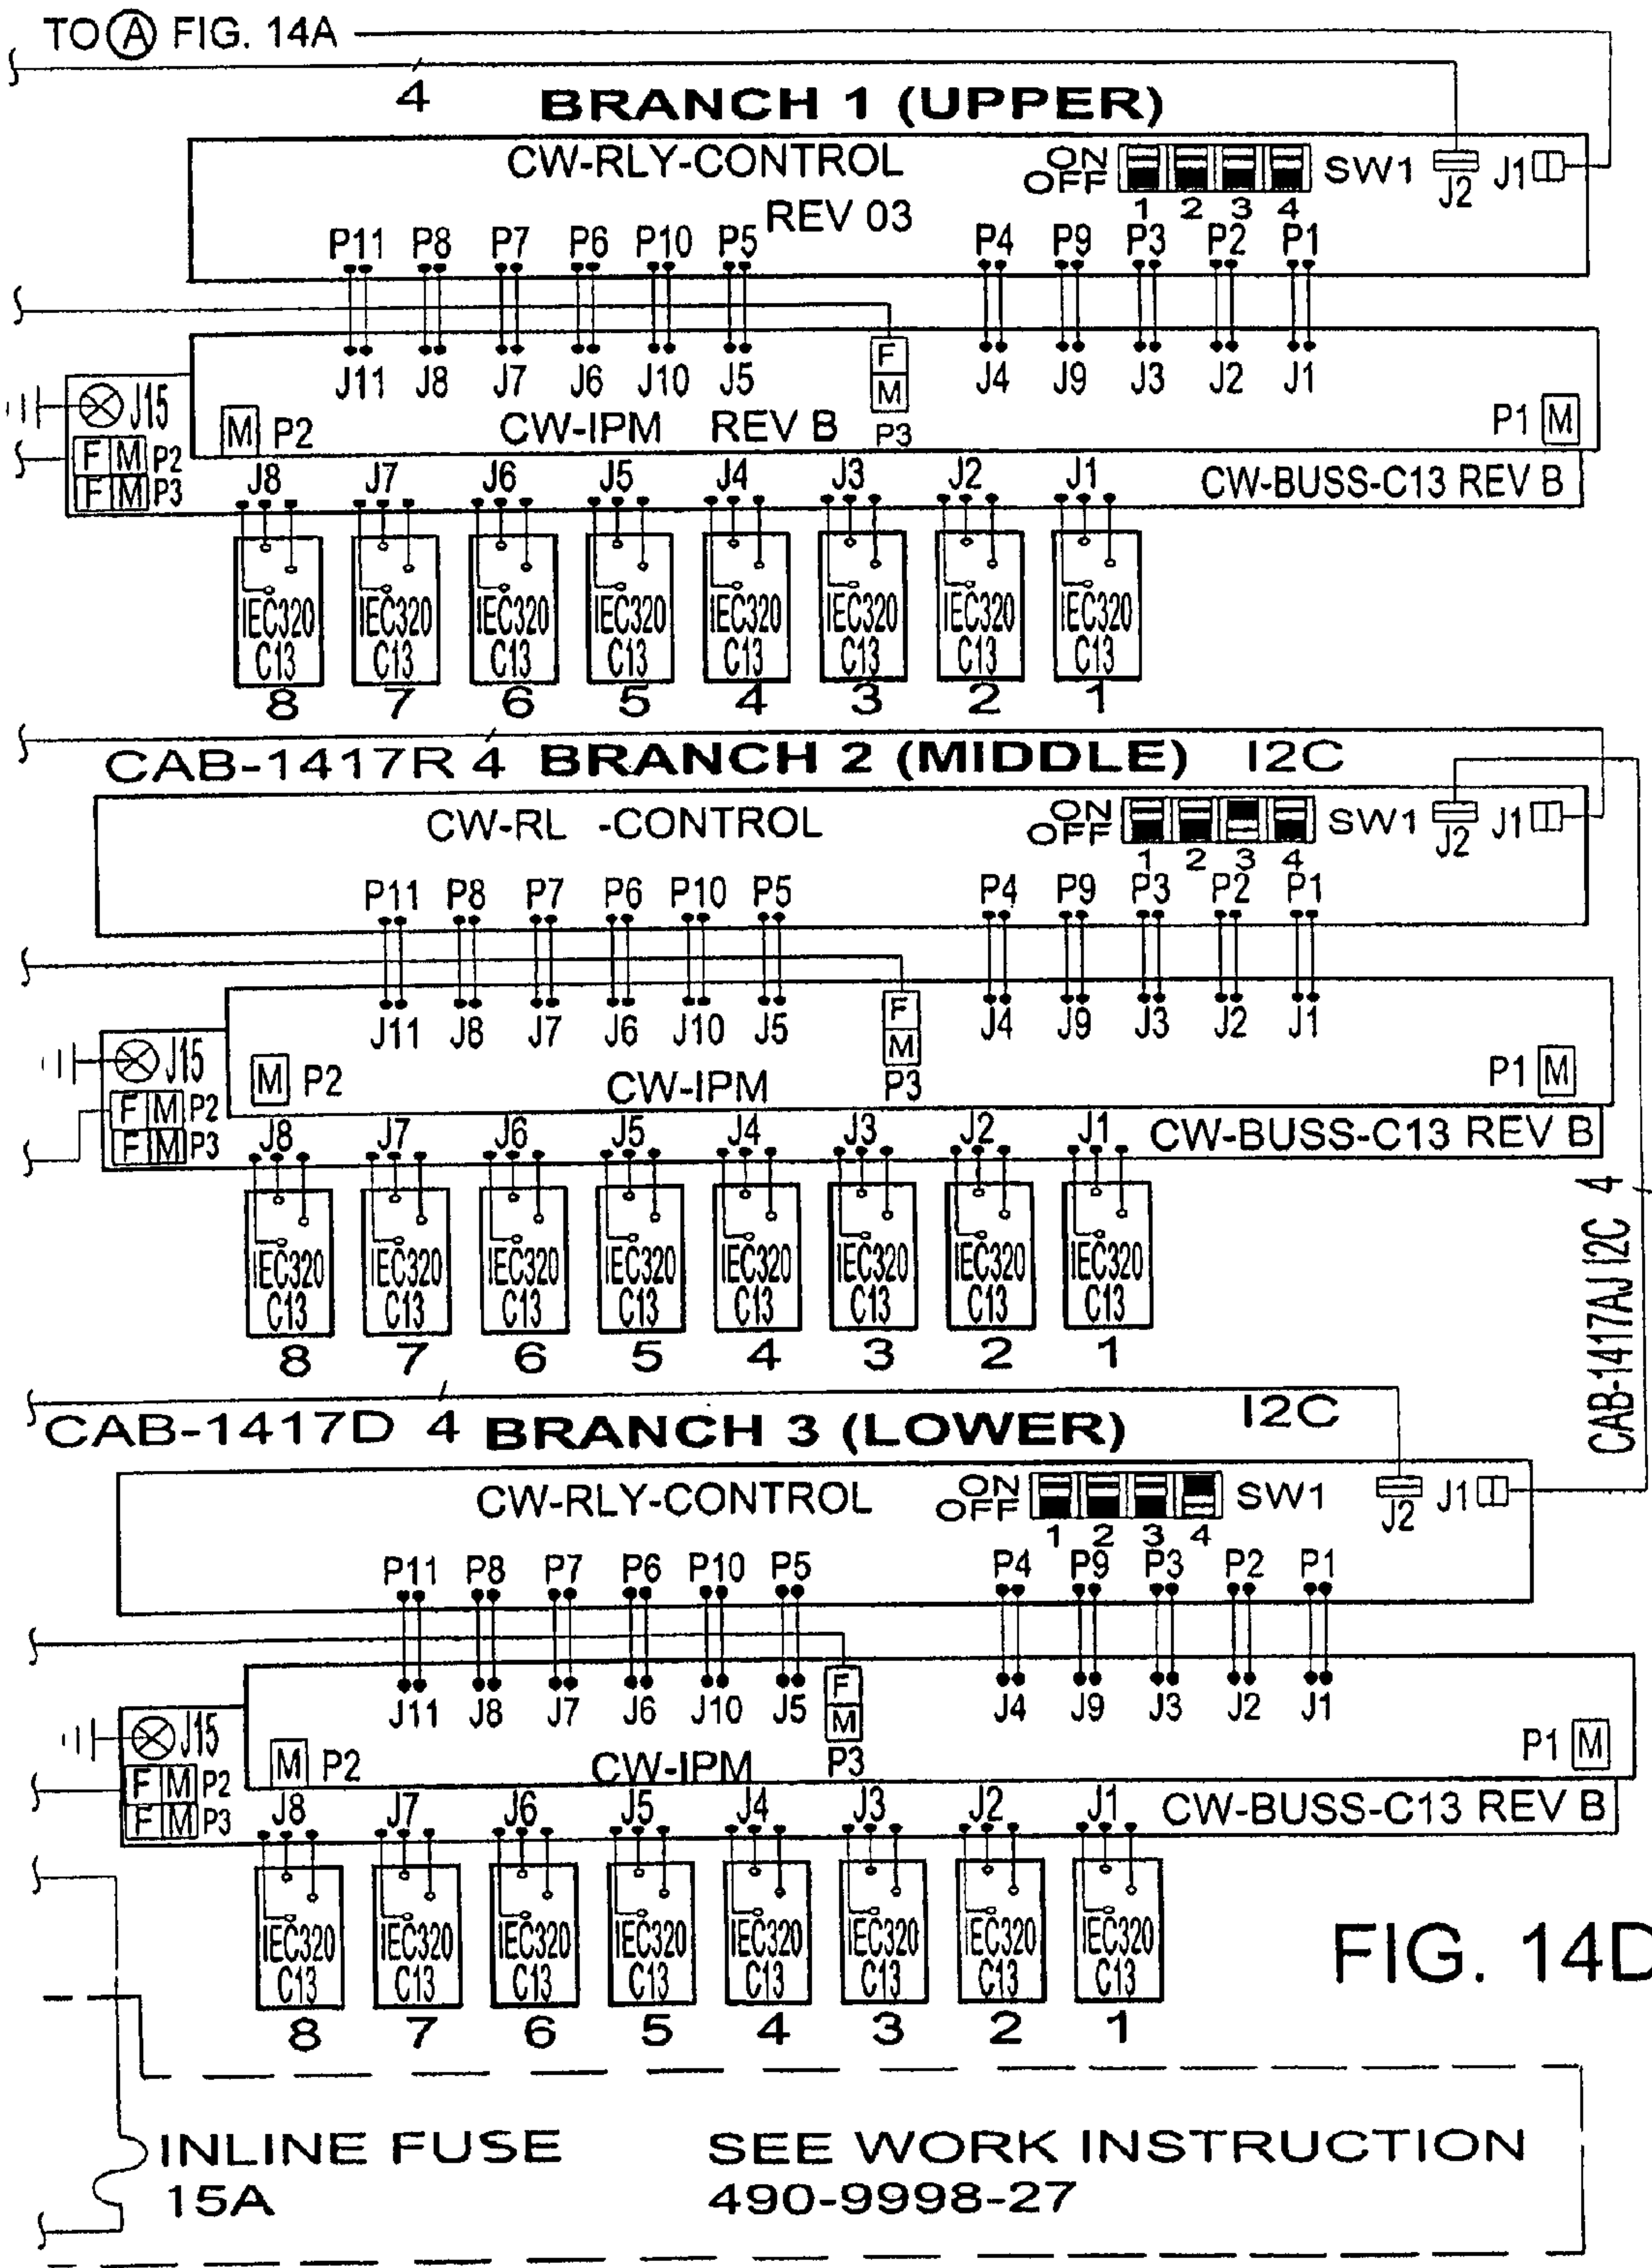 TO A FIG. 14A
4
BRANCH 1 (UPPER)
CW-RLY-CONTROL
REV 03
ON
OFF
1 2 3 4
SW1
J2
J1
P11 P8 P7 P6 P10 P5 P4 P9 P3 P2 P1
J11 J8 J7 J6 J10 J5 J4 J9 J3 J2 J1
F
M
P3
J15
F M P2
F M P3
M P2
CW-IPM REV B
P1 M
J8 J7 J6 J5 J4 J3 J2 J1
CW-BUSS-C13 REV B
IEC320 IEC320 IEC320 IEC320 IEC320 IEC320 IEC320 IEC320
C13 C13 C13 C13 C13 C13 C13 C13
8 7 6 5 4 3 2 1
CAB-1417R 4 BRANCH 2 (MIDDLE) I2C
CW-RL -CONTROL
ON
OFF
1 2 3 4
SW1
J2
J1
P11 P8 P7 P6 P10 P5 P4 P9 P3 P2 P1
J11 J8 J7 J6 J10 J5 J4 J9 J3 J2 J1
F
M
P3
J15
F M P2
F M P3
M P2
CW-IPM
P1 M
J8 J7 J6 J5 J4 J3 J2 J1
CW-BUSS-C13 REV B
IEC320 IEC320 IEC320 IEC320 IEC320 IEC320 IEC320 IEC320
C13 C13 C13 C13 C13 C13 C13 C13
8 7 6 5 4 3 2 1
CAB-1417AJ I2C 4
CAB-1417D 4 BRANCH 3 (LOWER) I2C
CW-RLY-CONTROL
ON
OFF
1 2 3 4
SW1
J2
J1
P11 P8 P7 P6 P10 P5 P4 P9 P3 P2 P1
J11 J8 J7 J6 J10 J5 J4 J9 J3 J2 J1
F
M
P3
J15
F M P2
F M P3
M P2
CW-IPM
P1 M
J8 J7 J6 J5 J4 J3 J2 J1
CW-BUSS-C13 REV B
IEC320 IEC320 IEC320 IEC320 IEC320 IEC320 IEC320 IEC320
C13 C13 C13 C13 C13 C13 C13 C13
8 7 6 5 4 3 2 1
FIG. 14D
INLINE FUSE
15A
SEE WORK INSTRUCTION
490-9998-27